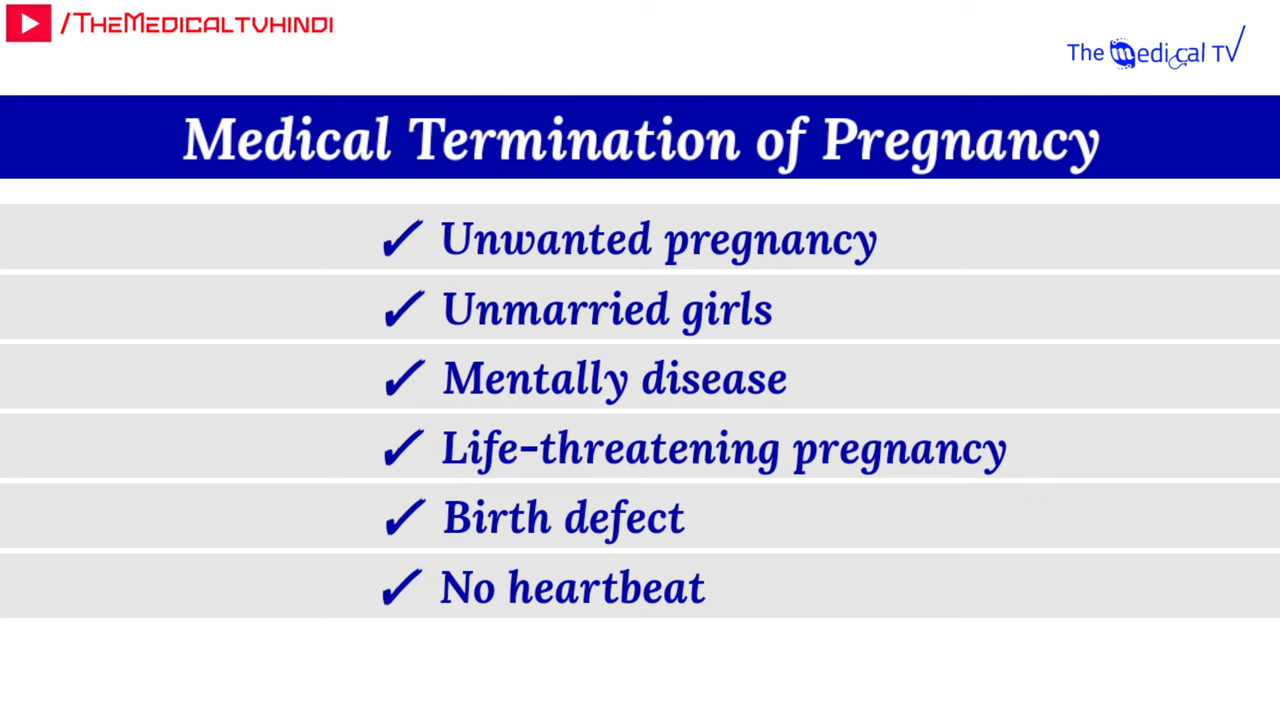 /THEMEDICALTVHINDI
The Medical TV
Medical Termination of Pregnancy
✓ Unwanted pregnancy
✓ Unmarried girls
✓ Mentally disease
✓ Life-threatening pregnancy
✓ Birth defect
✓ No heartbeat